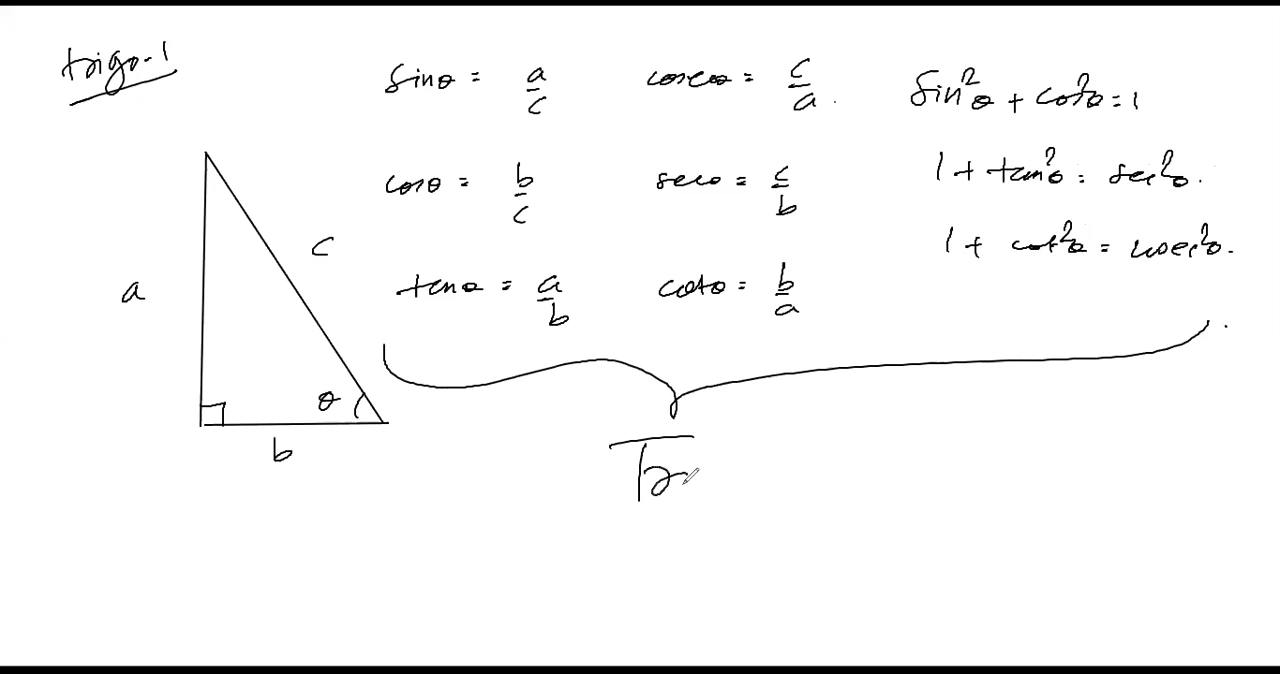 trigo-1
sinθ = a/c cosecθ = c/a.
cosθ = b/c secθ = c/b
tanθ = a/b cotθ = b/a
sin²θ + cos²θ = 1
1 + tan²θ = sec²θ.
1 + cot²θ = cosec²θ.
a
c
θ
b